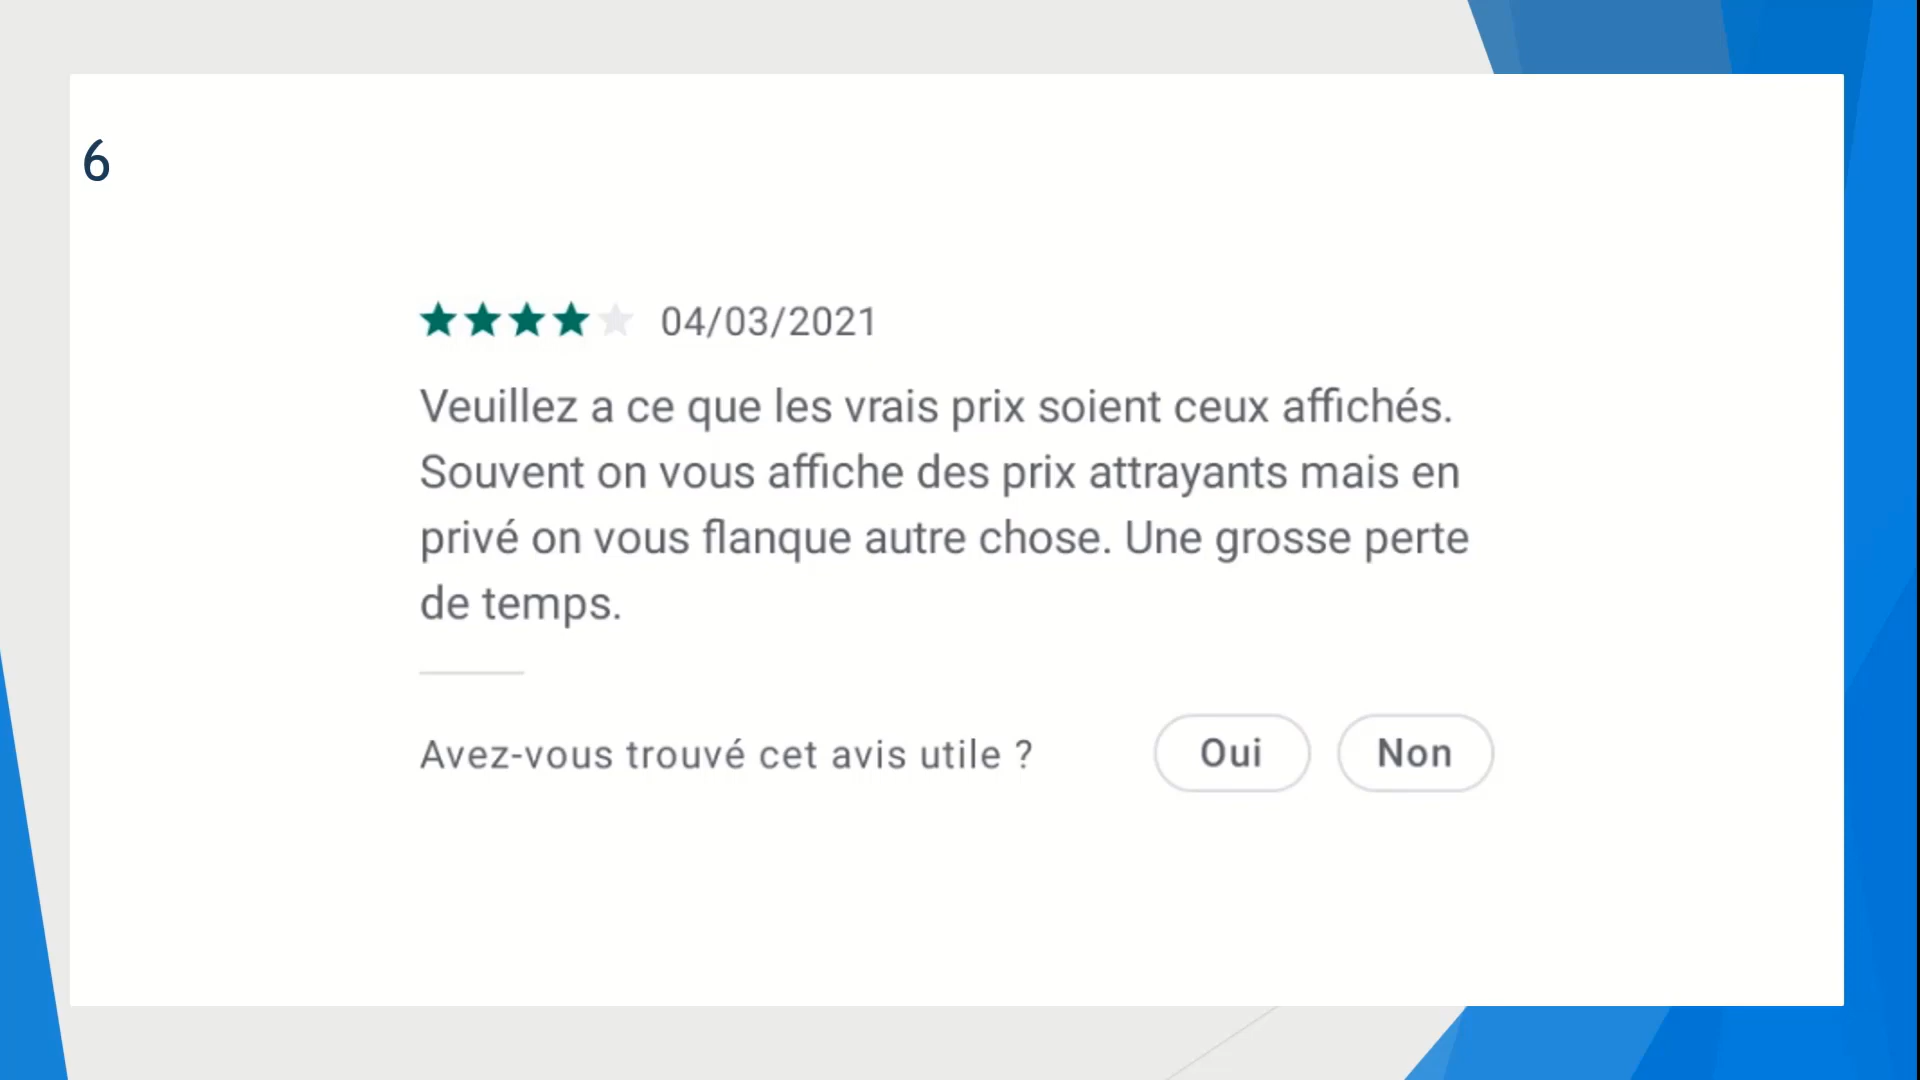 6
04/03/2021
Veuillez a ce que les vrais prix soient ceux affichés.
Souvent on vous affiche des prix attrayants mais en
privé on vous flanque autre chose. Une grosse perte
de temps.
Avez-vous trouvé cet avis utile ? Oui Non